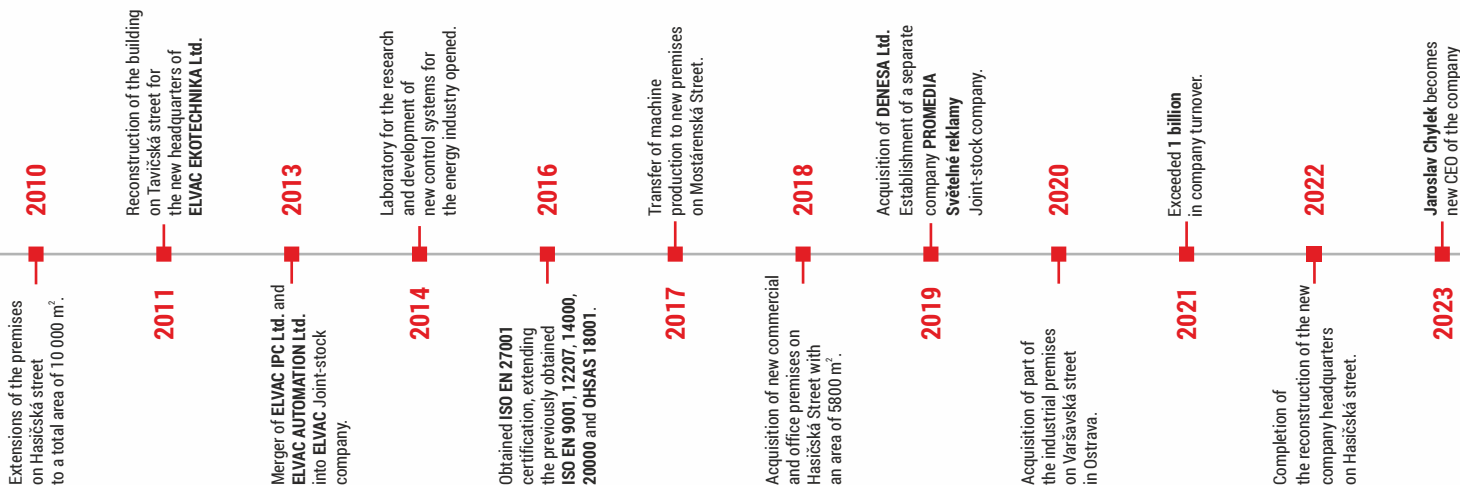 2010
Extensions of the premises
on Hasičská street
to a total area of 10 000 m².
Reconstruction of the building
on Tavičská street for
the new headquarters of
ELVAC EKOTECHNIKA Ltd.
2011
2013
Merger of ELVAC IPC Ltd. and
ELVAC AUTOMATION Ltd.
into ELVAC Joint-stock
company.
Laboratory for the research
and development of
new control systems for
the energy industry opened.
2014
2016
Obtained ISO EN 27001
certification, extending
the previously obtained
ISO EN 9001, 12207, 14000,
20000 and OHSAS 18001.
Transfer of machine
production to new premises
on Mostárenská Street.
2017
2018
Acquisition of new commercial
and office premises on
Hasičská Street with
an area of 5800 m².
Acquisition of DENESA Ltd.
Establishment of a separate
company PROMEDIA
Světelné reklamy
Joint-stock company.
2019
2020
Acquisition of part of
the industrial premises
on Varšavská street
in Ostrava.
Exceeded 1 billion
in company turnover.
2021
2022
Completion of
the reconstruction of the new
company headquarters
on Hasičská street.
Jaroslav Chylek becomes
new CEO of the company
2023